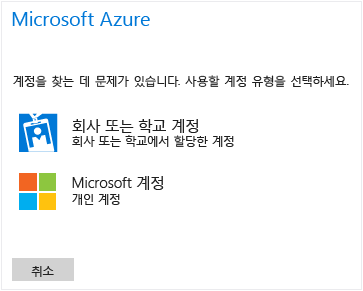 Microsoft Azure
계정을 찾는 데 문제가 있습니다. 사용할 계정 유형을 선택하세요.
회사 또는 학교 계정
회사 또는 학교에서 할당한 계정
Microsoft 계정
개인 계정
취소